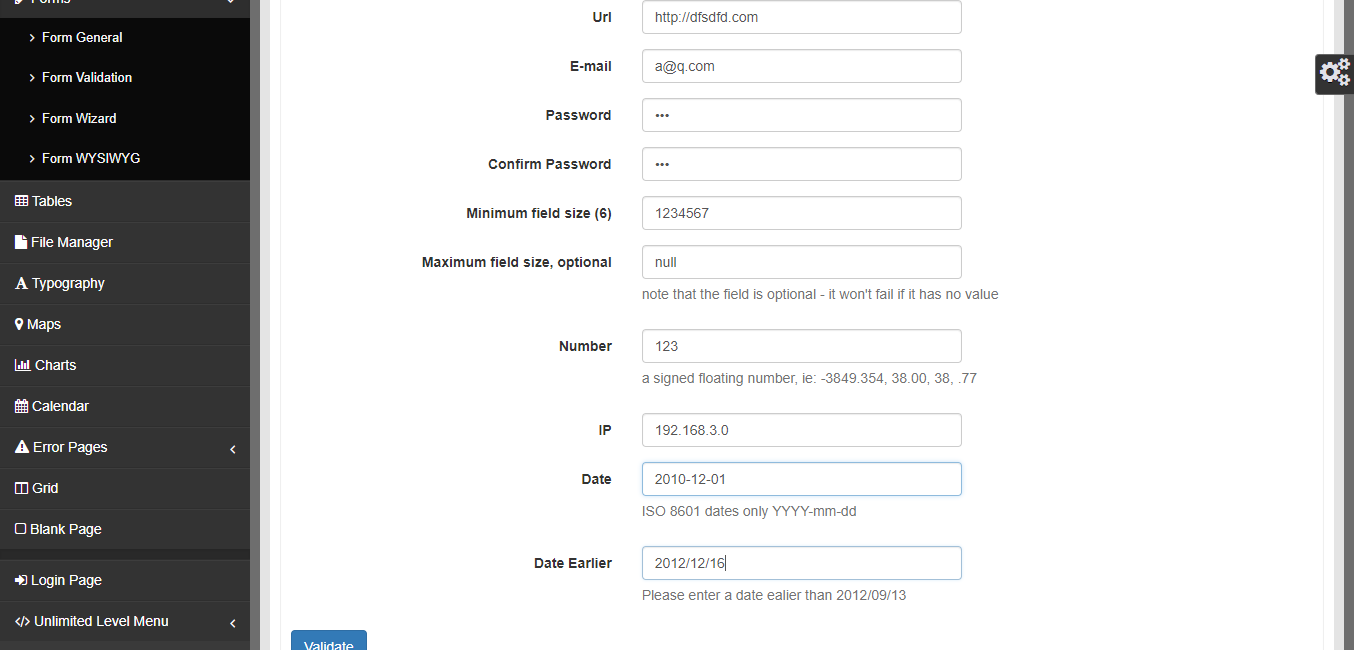 Forms
Form General
Form Validation
Form Wizard
Form WYSIWYG
Tables
File Manager
Typography
Maps
Charts
Calendar
Error Pages
Grid
Blank Page
Login Page
Unlimited Level Menu
Url
http://dfsdfd.com
E-mail
a@q.com
Password
•••
Confirm Password
•••
Minimum field size (6)
1234567
Maximum field size, optional
null
note that the field is optional - it won't fail if it has no value
Number
123
a signed floating number, ie: -3849.354, 38.00, 38, .77
IP
192.168.3.0
Date
2010-12-01
ISO 8601 dates only YYYY-mm-dd
Date Earlier
2012/12/16
Please enter a date ealier than 2012/09/13
Validate